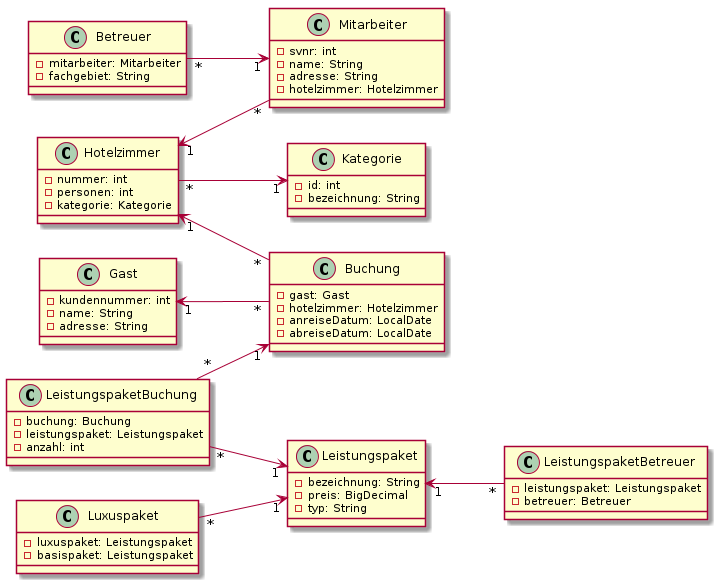 C Betreuer
mitarbeiter: Mitarbeiter
fachgebiet: String
* 1
C Mitarbeiter
svnr: int
name: String
adresse: String
hotelzimmer: Hotelzimmer
1 *
C Hotelzimmer
nummer: int
personen: int
kategorie: Kategorie
* 1
C Kategorie
id: int
bezeichnung: String
1 *
C Gast
kundennummer: int
name: String
adresse: String
1 *
C Buchung
gast: Gast
hotelzimmer: Hotelzimmer
anreiseDatum: LocalDate
abreiseDatum: LocalDate
* 1
C LeistungspaketBuchung
buchung: Buchung
leistungspaket: Leistungspaket
anzahl: int
* 1
C Leistungspaket
bezeichnung: String
preis: BigDecimal
typ: String
1 *
C LeistungspaketBetreuer
leistungspaket: Leistungspaket
betreuer: Betreuer
C Luxuspaket
luxuspaket: Leistungspaket
basispaket: Leistungspaket
* 1